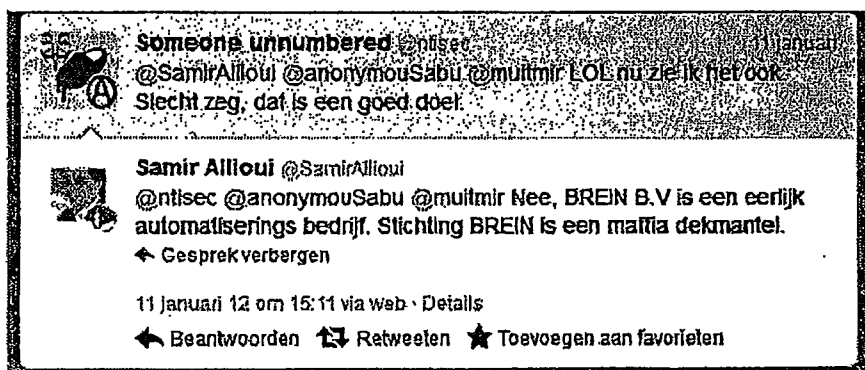 Someone unnumbered @ntisec 11 januari
@SamirAllioui @anonymouSabu @muitmir LOL nu zie ik het ook.
Slecht zeg, dat is een goed doel.
Samir Allioui @SamirAllioui
@ntisec @anonymouSabu @muitmir Nee, BREIN B.V is een eerlijk
automatiserings bedrijf. Stichting BREIN is een maffia dekmantel.
Gesprek verbergen
11 januari 12 om 15:11 via web · Details
Beantwoorden Retweeten Toevoegen aan favorieten